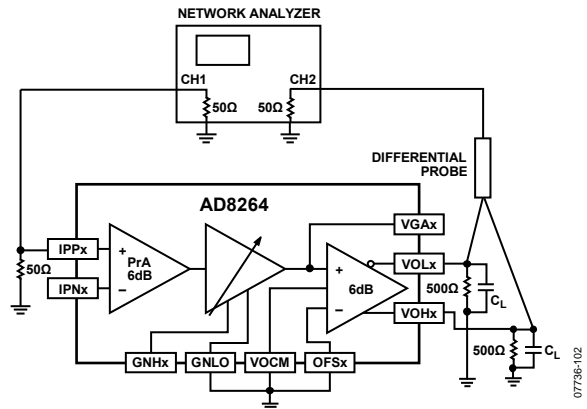 NETWORK ANALYZER
CH1
CH2
50Ω
50Ω
DIFFERENTIAL
PROBE
AD8264
VGAx
IPPx
+
PrA
6dB
–
+
6dB
–
VOLx
50Ω
IPNx
500Ω
CL
VOHx
500Ω
CL
GNHx
GNLO
VOCM
OFSx
07736-102